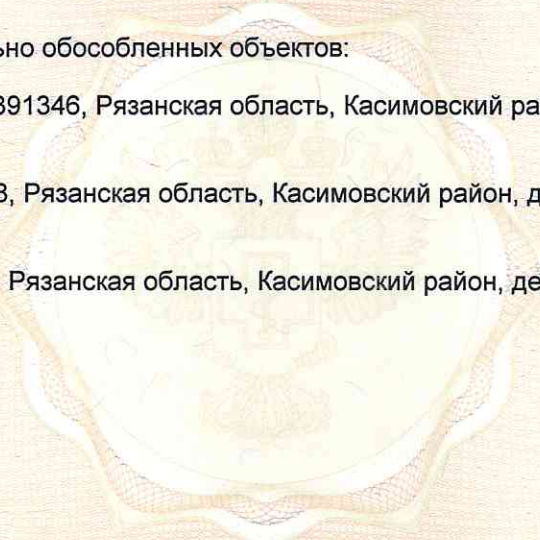 ьно обособленных объектов:
391346, Рязанская область, Касимовский ра
3, Рязанская область, Касимовский район, д
Рязанская область, Касимовский район, де